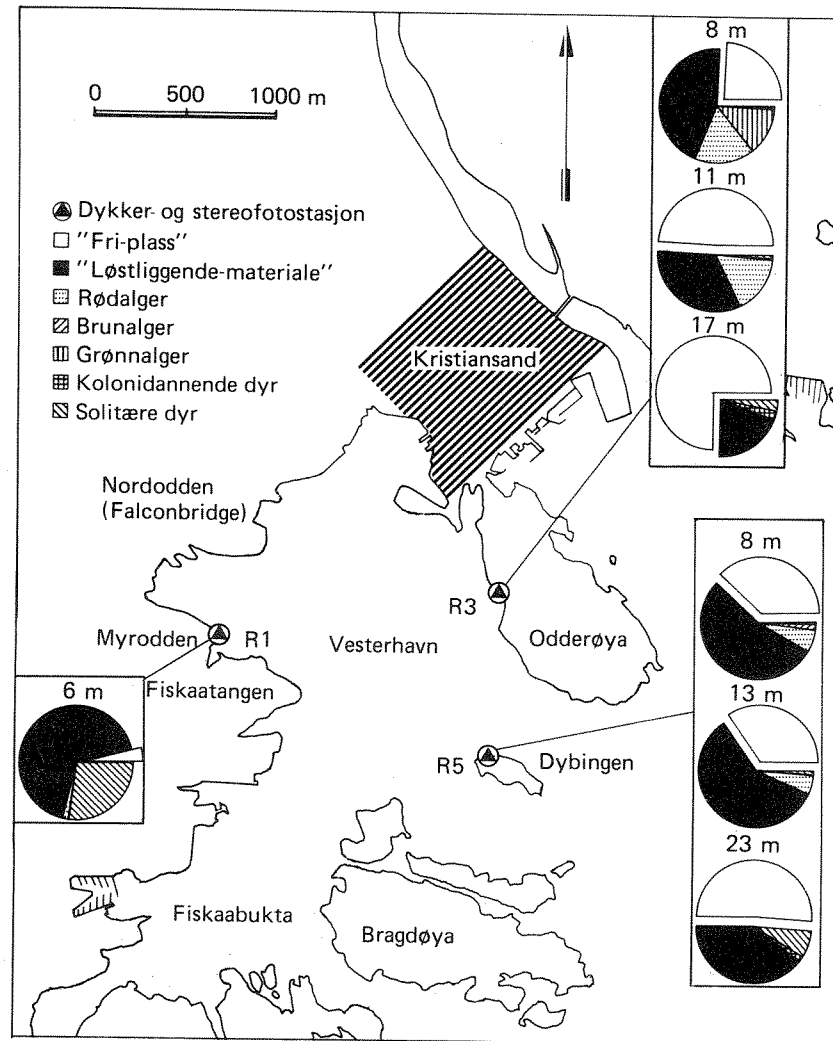 8 m
0 500 1000 m
11 m
Dykker- og stereofotostasjon
"Fri-plass"
"Løstliggende-materiale"
Rødalger
Brunalger
Grønnalger
Kolonidannende dyr
Solitære dyr
17 m
Kristiansand
Nordodden
(Falconbridge)
8 m
R3
Myrodden R1
Vesterhavn
Odderøya
Fiskaatangen
6 m
13 m
R5
Dybingen
23 m
Fiskaabukta
Bragdøya